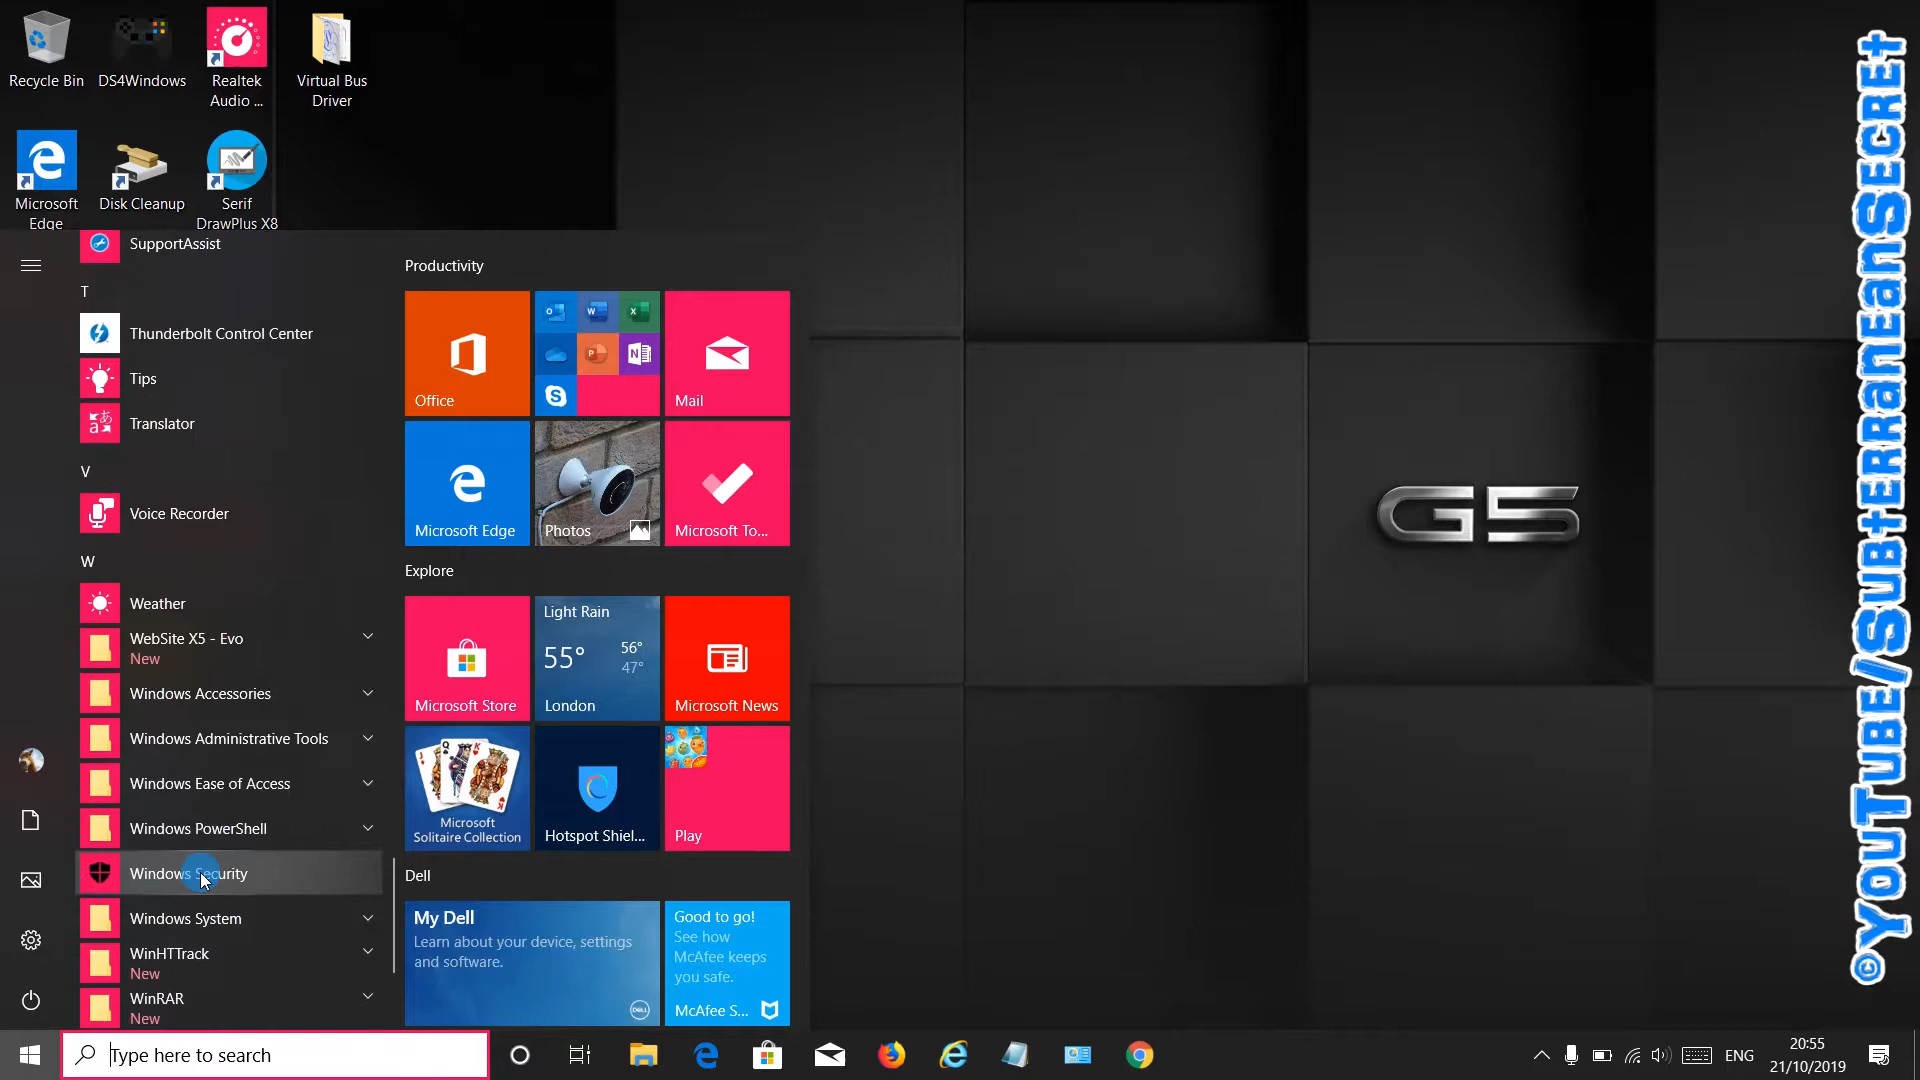 Recycle Bin
DS4Windows
Realtek
Audio ...
Virtual Bus
Driver
Microsoft
Edge
Disk Cleanup
Serif
DrawPlus X8
SupportAssist
T
Thunderbolt Control Center
Tips
Translator
V
Voice Recorder
W
Weather
WebSite X5 - Evo
New
Windows Accessories
Windows Administrative Tools
Windows Ease of Access
Windows PowerShell
Windows Security
Windows System
WinHTTrack
New
WinRAR
New
Productivity
Office
Mail
Microsoft Edge
Photos
Microsoft To...
Explore
Microsoft Store
Light Rain
55° 56°
47°
London
Microsoft News
Microsoft
Solitaire Collection
Hotspot Shiel...
Play
Dell
My Dell
Learn about your device, settings
and software.
DELL
Good to go!
See how
McAfee keeps
you safe.
McAfee S...
G5
©YouTube/SubterraneanSecret
Type here to search
ENG
20:55
21/10/2019